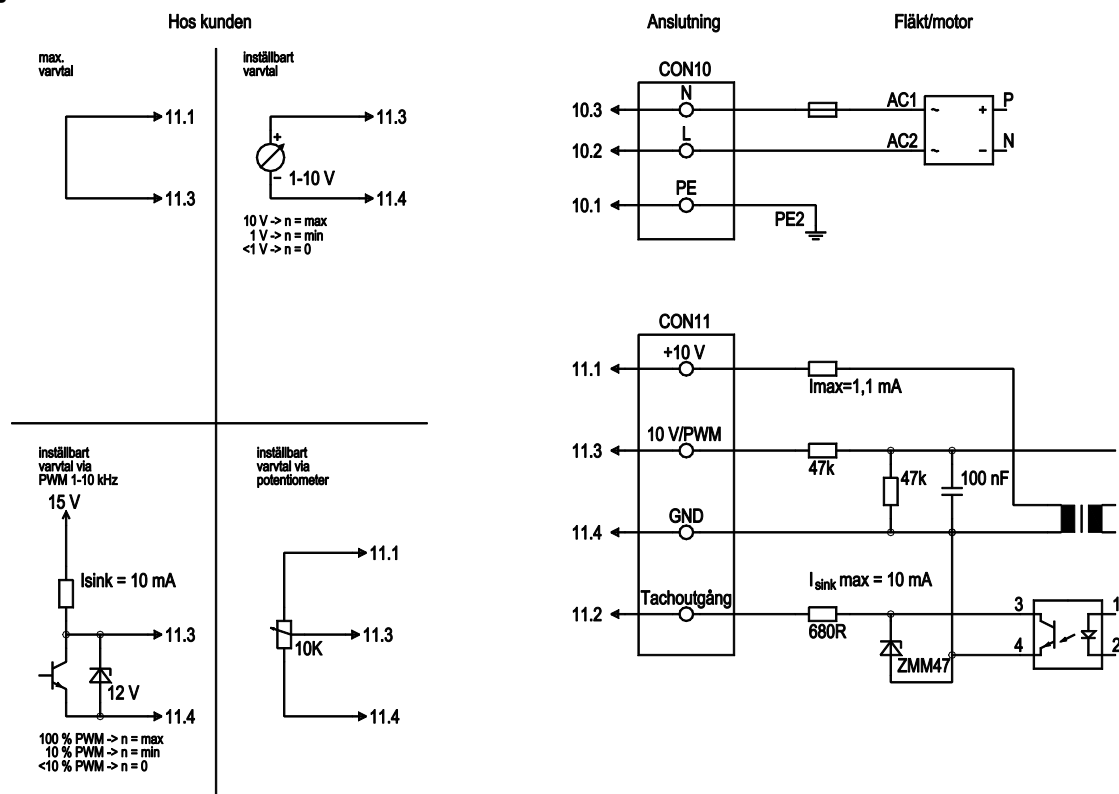 Hos kunden
max.
varvtal
11.1
11.3
inställbart
varvtal
11.3
+
− 1-10 V
11.4
10 V -> n = max
1 V -> n = min
<1 V -> n = 0
inställbart
varvtal via
PWM 1-10 kHz
15 V
Isink = 10 mA
11.3
12 V
11.4
100 % PWM -> n = max
10 % PWM -> n = min
<10 % PWM -> n = 0
inställbart
varvtal via
potentiometer
11.1
11.3
10K
11.4
Anslutning
Fläkt/motor
CON10
10.3 N AC1 ~ + P
10.2 L AC2 ~ − N
10.1 PE
PE2
CON11
11.1 +10 V
Imax=1,1 mA
11.3 10 V/PWM
47k
47k
100 nF
11.4 GND
Isink max = 10 mA
11.2 Tachoutgång
680R
ZMM47
3 1
4 2